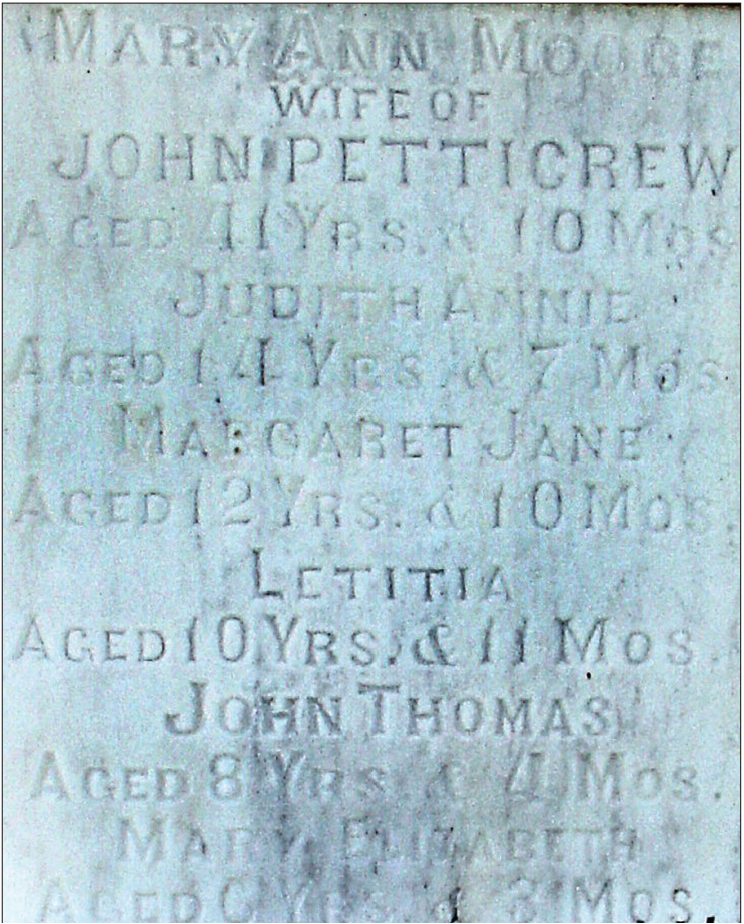 MARY ANN MOORE
WIFE OF
JOHN PETTICREW
AGED 41 YRS. & 10 MOS
JUDITH ANNIE
AGED 14 YRS. & 7 MOS
MARGARET JANE
AGED 12 YRS. & 10 MOS.
LETITIA
AGED 10 YRS. & 11 MOS.
JOHN THOMAS
AGED 8 YRS. & 4 MOS.
MARY ELIZABETH
AGED 6 YRS. & 3 MOS.